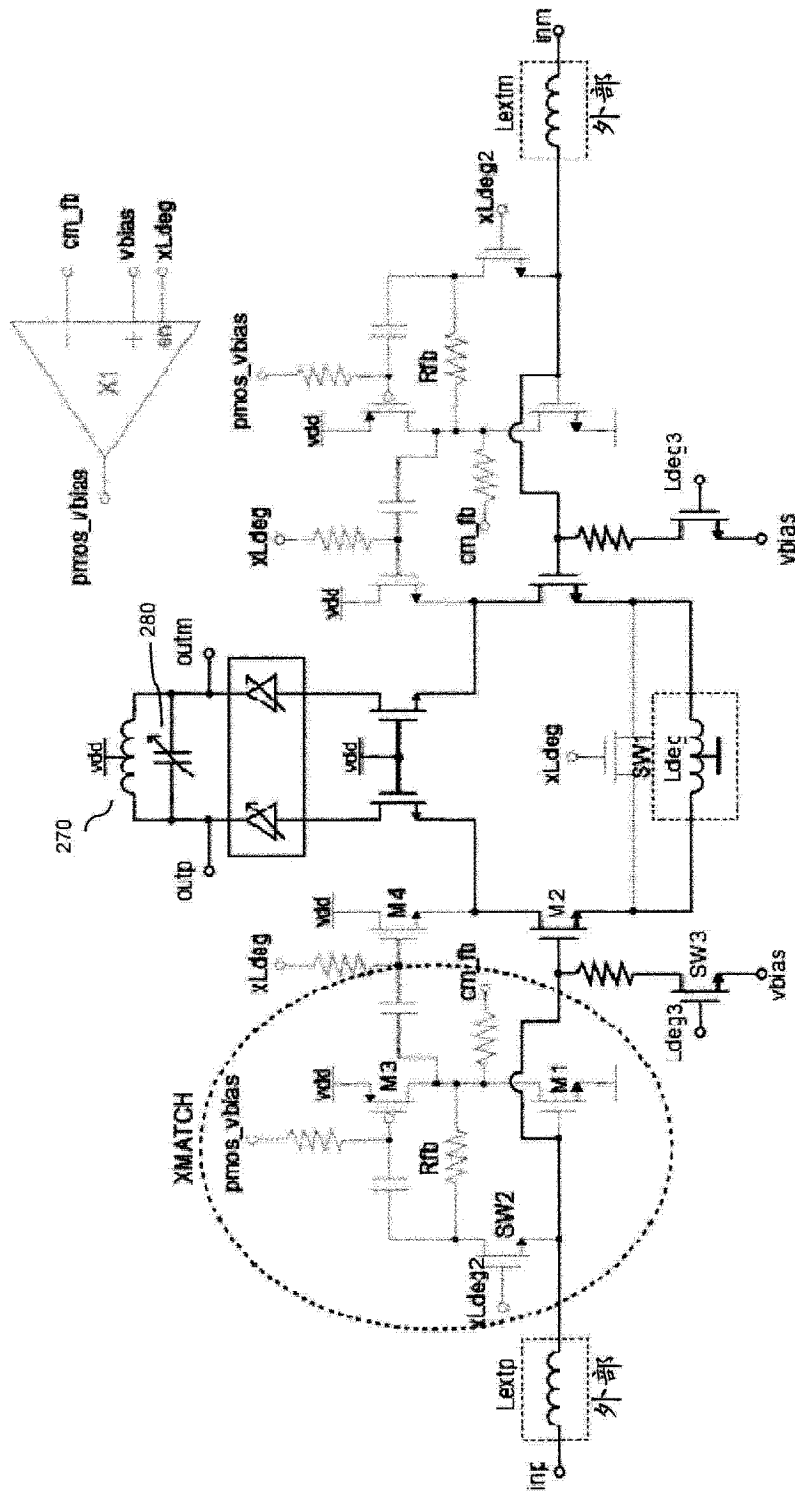 inp
Lextp
外部
XMATCH
pmos_vbias
vdd
M3
Rfb
SW2
xLdeg2
cm_fb
M1
xLdeg
vdd
M4
M2
Ldeg3
SW3
vbias
270
outp
vdd
280
outm
vdd
xLdeg
SW
Ldeg
pmos_vbias
X1
cm_fb
+
vbias
en
xLdeg
xLdeg
vdd
cm_fb
vdd
pmos_vbias
Rfb
xLdeg2
Ldeg3
vbias
Lextm
外部
inm